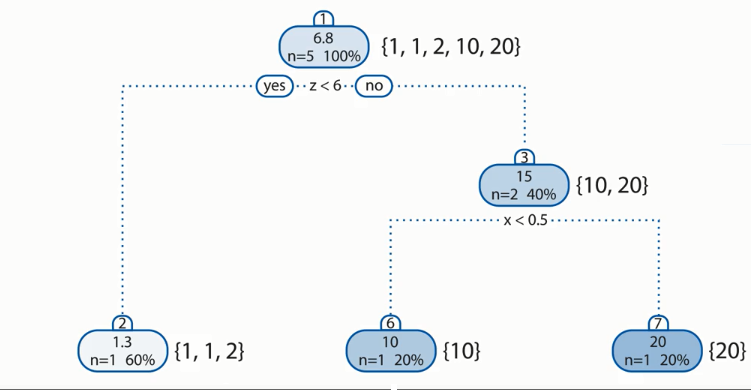 1
6.8
n=5 100%
{1, 1, 2, 10, 20}
yes z < 6 no
3
15
n=2 40%
{10, 20}
x < 0.5
2
1.3
n=1 60%
{1, 1, 2}
6
10
n=1 20%
{10}
7
20
n=1 20%
{20}